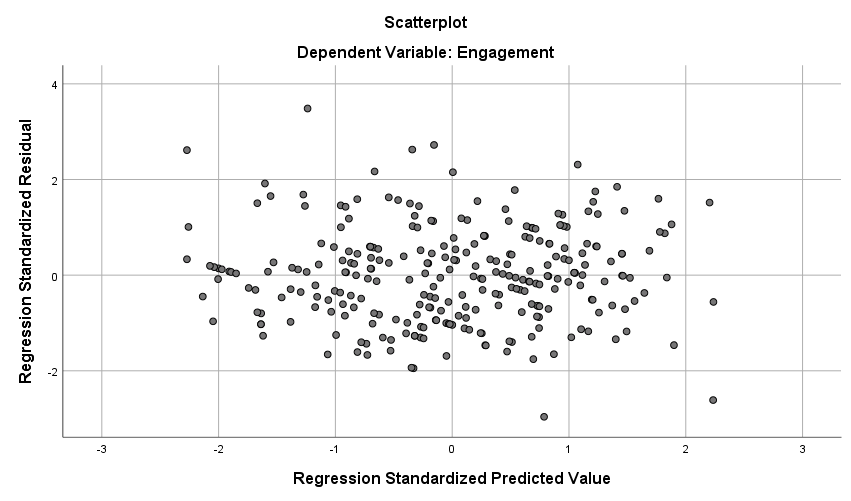 Scatterplot
Dependent Variable: Engagement
Regression Standardized Residual
4
2
0
-2
-3
-2
-1
0
1
2
3
Regression Standardized Predicted Value